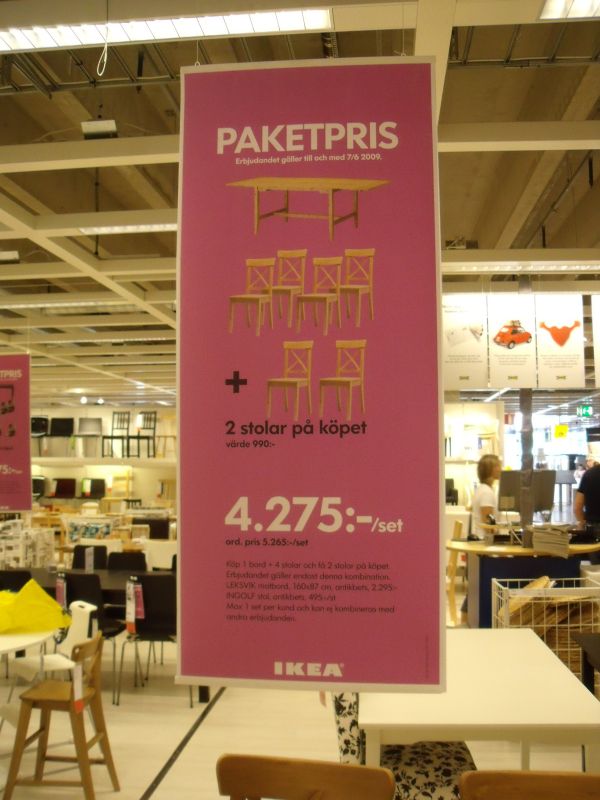 PAKETPRIS
Erbjudandet gäller till och med 7/6 2009.
+
2 stolar på köpet
värde 990:-
4.275:-/set
ord. pris 5.265:-/set
Köp 1 bord + 4 stolar och få 2 stolar på köpet.
Erbjudandet gäller endast denna kombination.
LEKSVIK matbord, 160x87 cm, antikbets, 2.295:-
INGOLF stol, antikbets, 495:-/st
Max 1 set per kund och kan ej kombineras med
andra erbjudanden.
IKEA
TPRIS
75:-